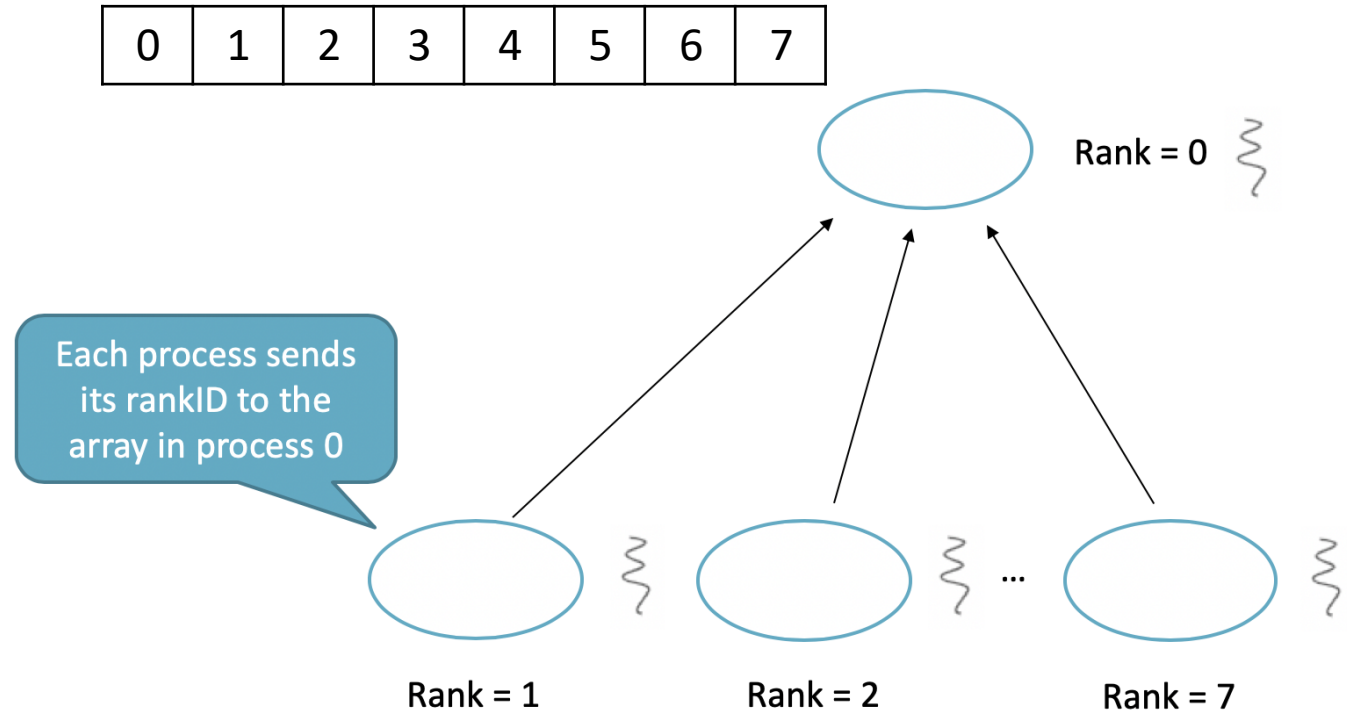 0 1 2 3 4 5 6 7
Rank = 0
Each process sends
its rankID to the
array in process 0
...
Rank = 1 Rank = 2 Rank = 7